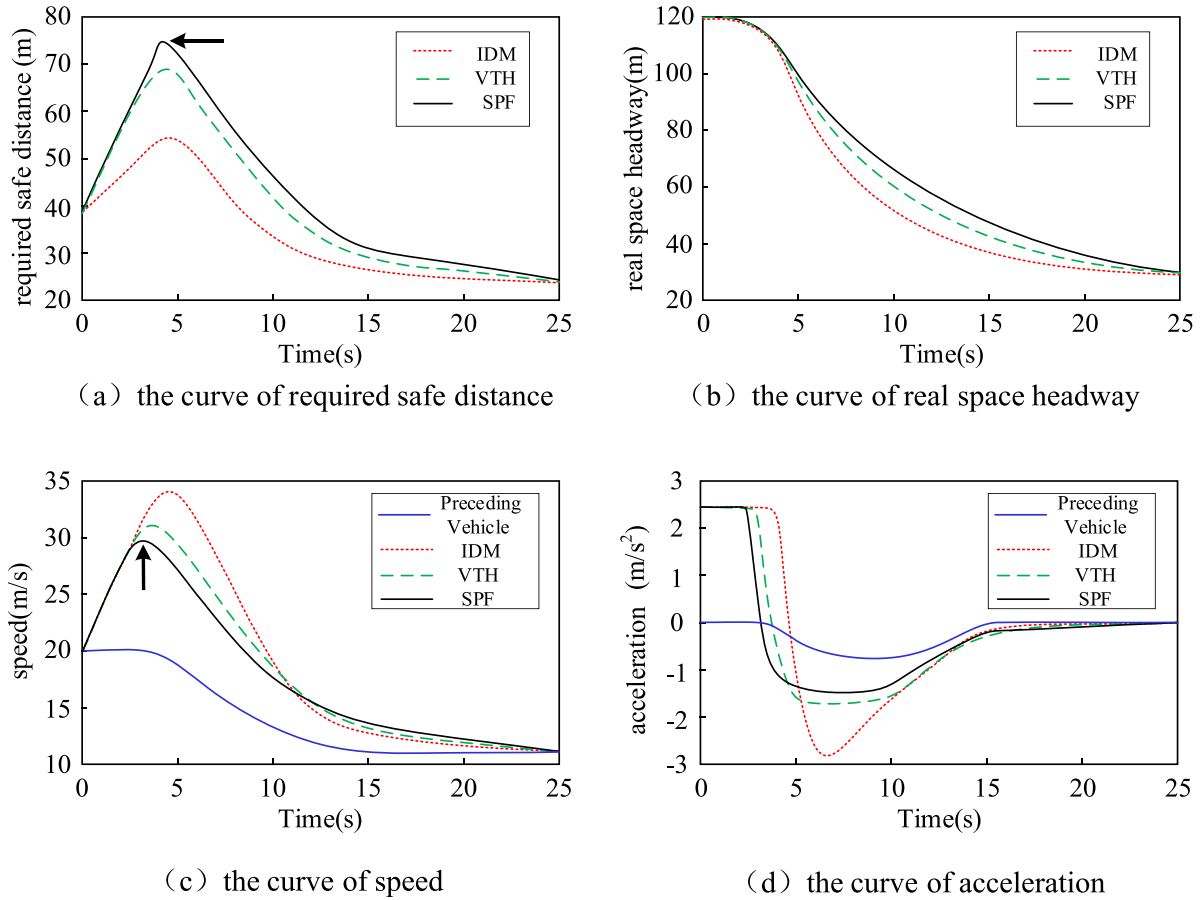 required safe distance (m)
80
70
60
50
40
30
20
0
5
10
15
20
25
Time(s)
IDM
VTH
SPF
（a）the curve of required safe distance
real space headway(m)
120
100
80
60
40
20
0
5
10
15
20
25
Time(s)
IDM
VTH
SPF
（b）the curve of real space headway
speed(m/s)
35
30
25
20
15
10
0
5
10
15
20
25
Time(s)
Preceding
Vehicle
IDM
VTH
SPF
（c）the curve of speed
acceleration (m/s²)
3
2
1
0
-1
-2
-3
0
5
10
15
20
25
Time(s)
Preceding
Vehicle
IDM
VTH
SPF
（d）the curve of acceleration